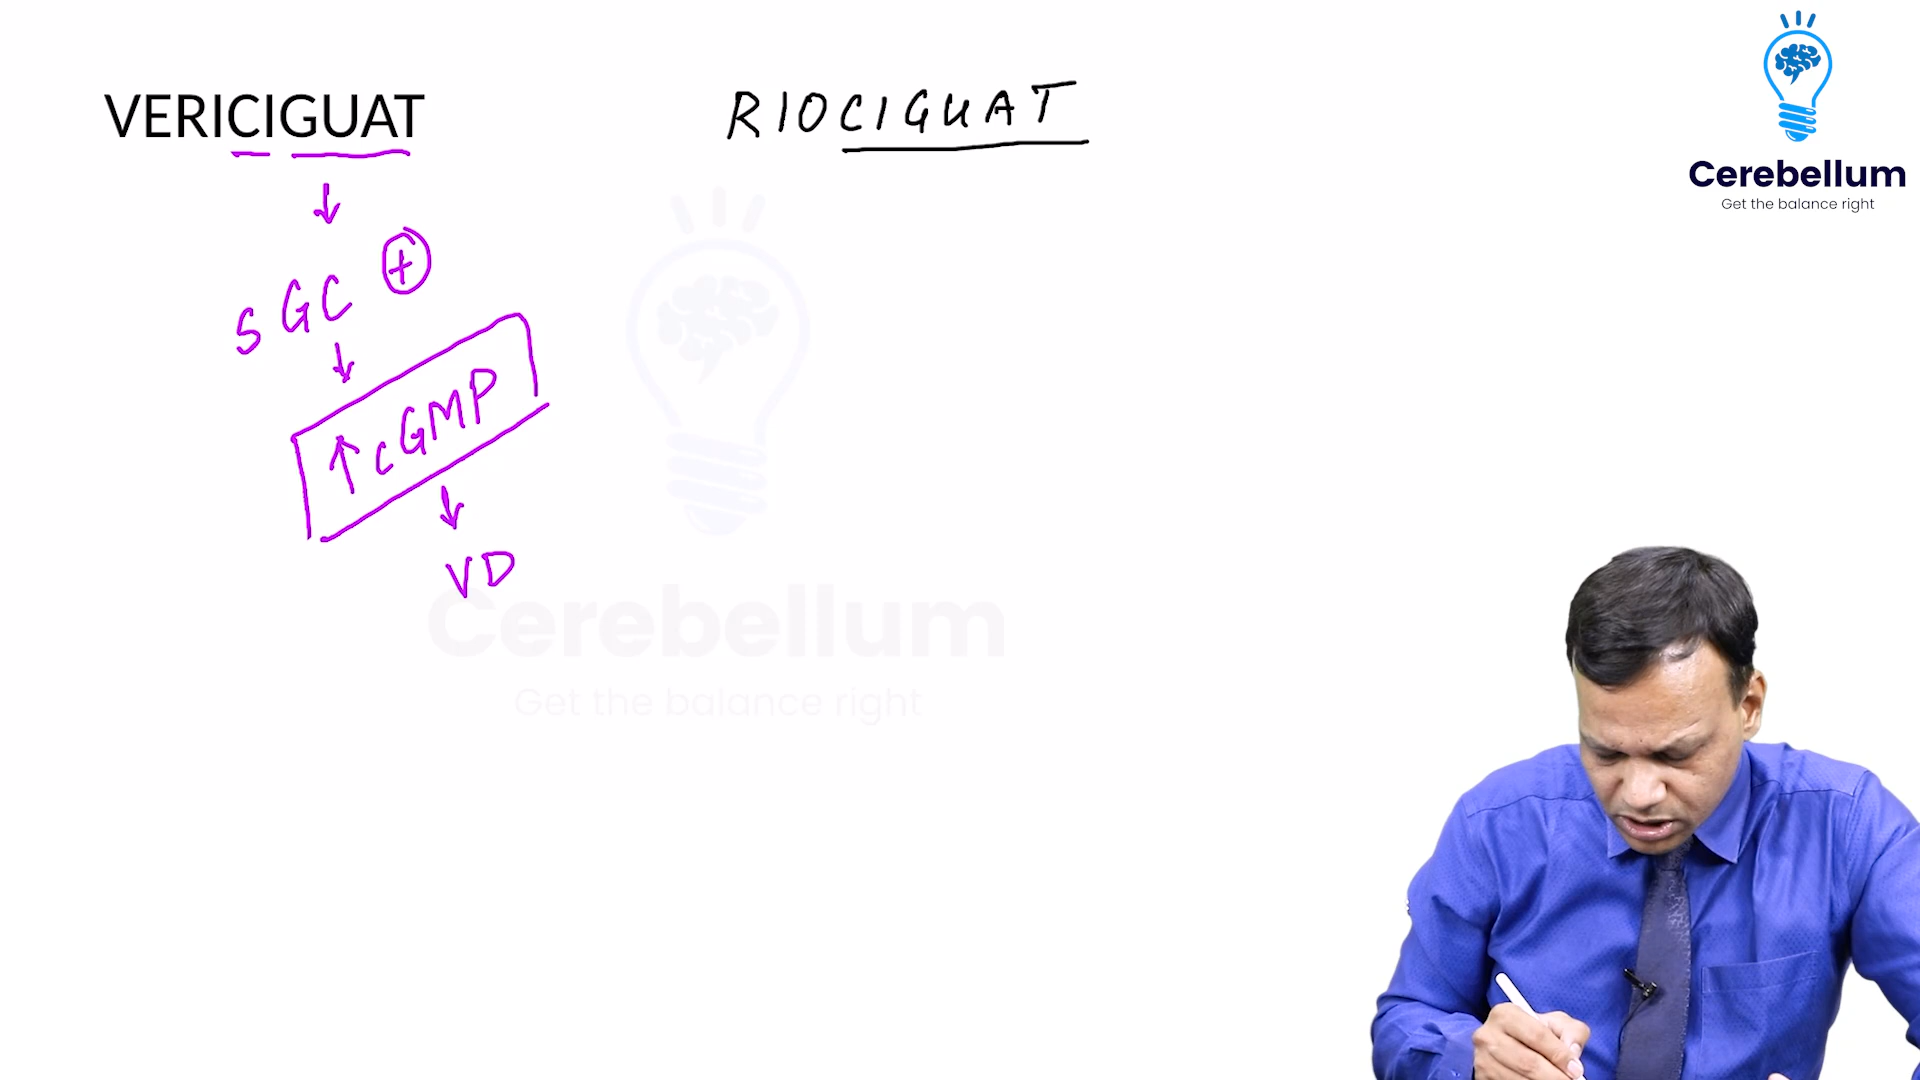 VERICIGUAT
↓
SGC +
↓
↑cGMP
↓
VD
RIOCIGUAT
Cerebellum
Get the balance right
Cerebellum
Get the balance right